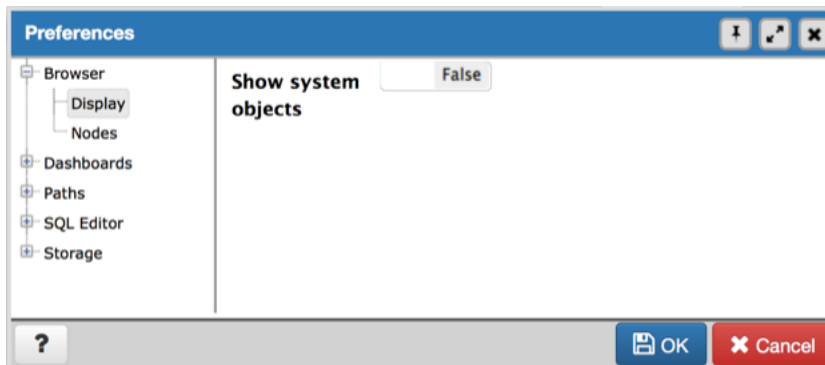 Preferences
Browser
Display
Nodes
Dashboards
Paths
SQL Editor
Storage
Show system
objects
False
?
OK
Cancel